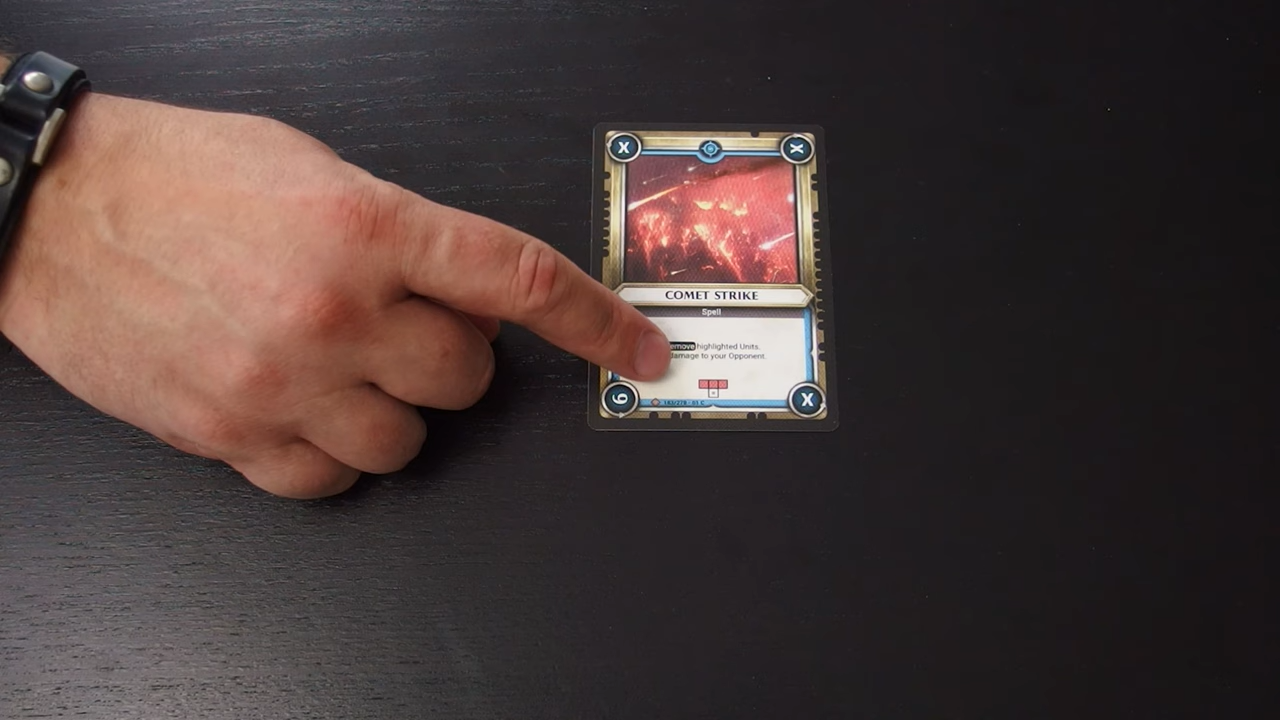 X X
COMET STRIKE
Spell
emove highlighted Units.
damage to your Opponent.
6 X